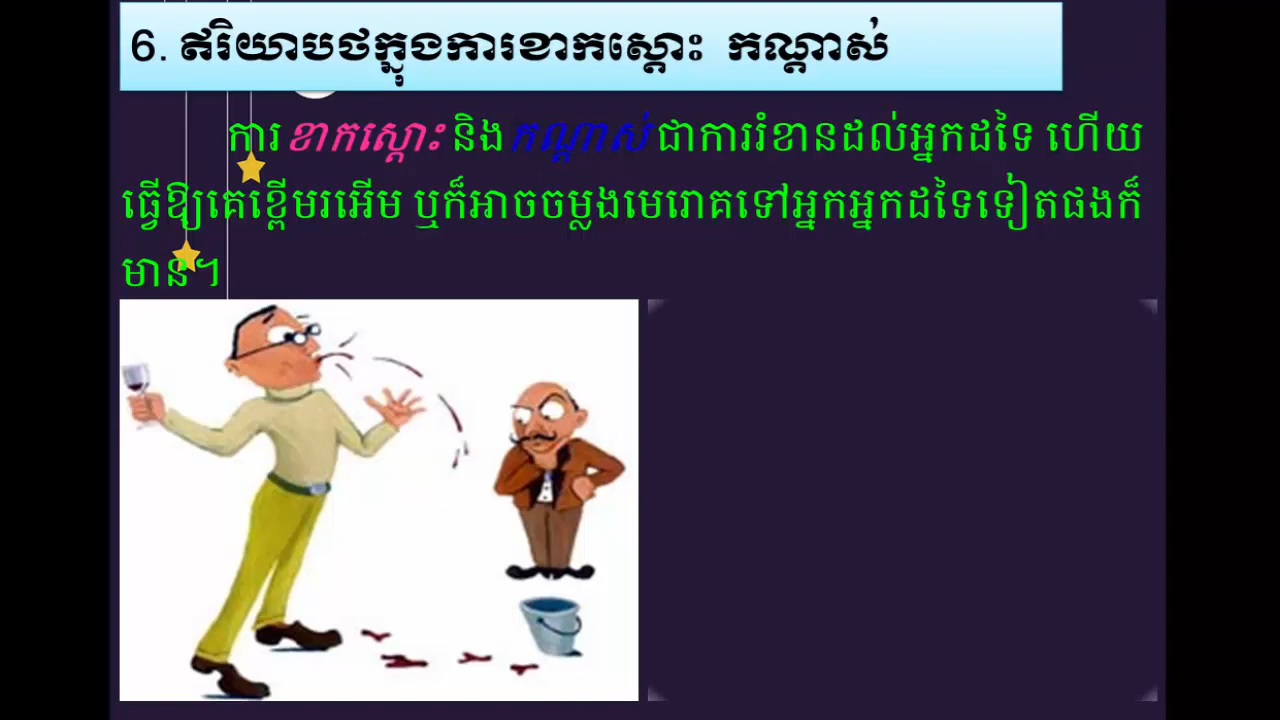 6. ឥរិយាបថក្នុងការខាកស្តោះ កណ្តាស់
ការខាកស្តោះ និងកណ្តាស់ ជាការរំខានដល់អ្នកដទៃ ហើយ
ធ្វើឱ្យគេខ្ពើមរអើម ឬក៏អាចចម្លងមេរោគទៅអ្នកអ្នកដទៃទៀតផងក៏
មាន។